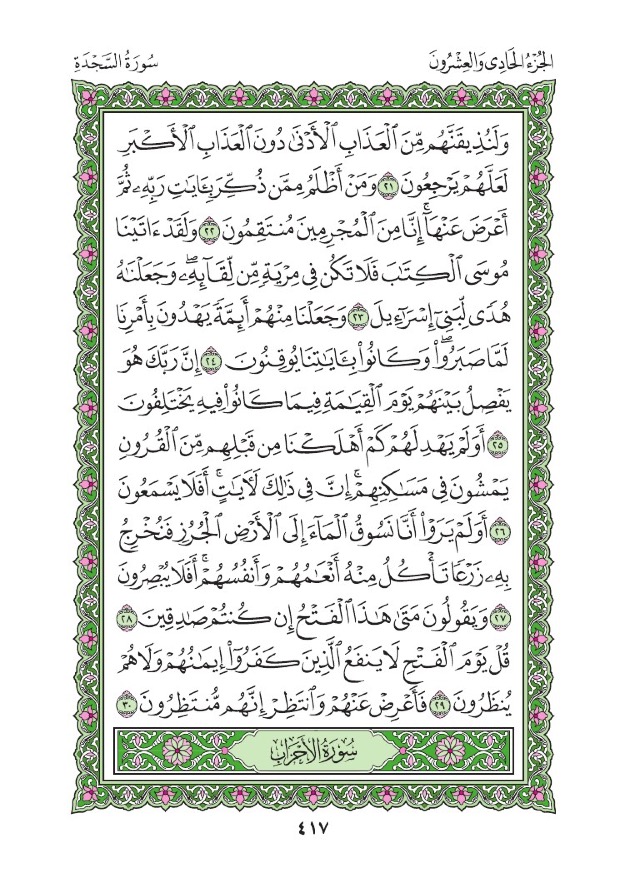 الجُزْءُ الحَادِى وَالعِشْرُونَ سُورَةُ السَّجْدَةِ
وَلَنُذِيقَنَّهُم مِّنَ ٱلْعَذَابِ ٱلْأَدْنَىٰ دُونَ ٱلْعَذَابِ ٱلْأَكْبَرِ
لَعَلَّهُمْ يَرْجِعُونَ ٢١ وَمَنْ أَظْلَمُ مِمَّن ذُكِّرَ بِـَٔايَٰتِ رَبِّهِۦ ثُمَّ
أَعْرَضَ عَنْهَآ ۚ إِنَّا مِنَ ٱلْمُجْرِمِينَ مُنتَقِمُونَ ٢٢ وَلَقَدْ ءَاتَيْنَا
مُوسَى ٱلْكِتَٰبَ فَلَا تَكُن فِى مِرْيَةٍ مِّن لِّقَآئِهِۦ ۖ وَجَعَلْنَٰهُ
هُدًى لِّبَنِىٓ إِسْرَٰٓءِيلَ ٢٣ وَجَعَلْنَا مِنْهُمْ أَئِمَّةً يَهْدُونَ بِأَمْرِنَا
لَمَّا صَبَرُوا۟ ۖ وَكَانُوا۟ بِـَٔايَٰتِنَا يُوقِنُونَ ٢٤ إِنَّ رَبَّكَ هُوَ
يَفْصِلُ بَيْنَهُمْ يَوْمَ ٱلْقِيَٰمَةِ فِيمَا كَانُوا۟ فِيهِ يَخْتَلِفُونَ
٢٥ أَوَلَمْ يَهْدِ لَهُمْ كَمْ أَهْلَكْنَا مِن قَبْلِهِم مِّنَ ٱلْقُرُونِ
يَمْشُونَ فِى مَسَٰكِنِهِمْ ۚ إِنَّ فِى ذَٰلِكَ لَـَٔايَٰتٍ ۖ أَفَلَا يَسْمَعُونَ
٢٦ أَوَلَمْ يَرَوْا۟ أَنَّا نَسُوقُ ٱلْمَآءَ إِلَى ٱلْأَرْضِ ٱلْجُرُزِ فَنُخْرِجُ
بِهِۦ زَرْعًا تَأْكُلُ مِنْهُ أَنْعَٰمُهُمْ وَأَنفُسُهُمْ ۚ أَفَلَا يُبْصِرُونَ
٢٧ وَيَقُولُونَ مَتَىٰ هَٰذَا ٱلْفَتْحُ إِن كُنتُمْ صَٰدِقِينَ ٢٨
قُلْ يَوْمَ ٱلْفَتْحِ لَا يَنفَعُ ٱلَّذِينَ كَفَرُوٓا۟ إِيمَٰنُهُمْ وَلَا هُمْ
يُنظَرُونَ ٢٩ فَأَعْرِضْ عَنْهُمْ وَٱنتَظِرْ إِنَّهُم مُّنتَظِرُونَ ٣٠
سُورَةُ الأَحْزَابِ
٤١٧